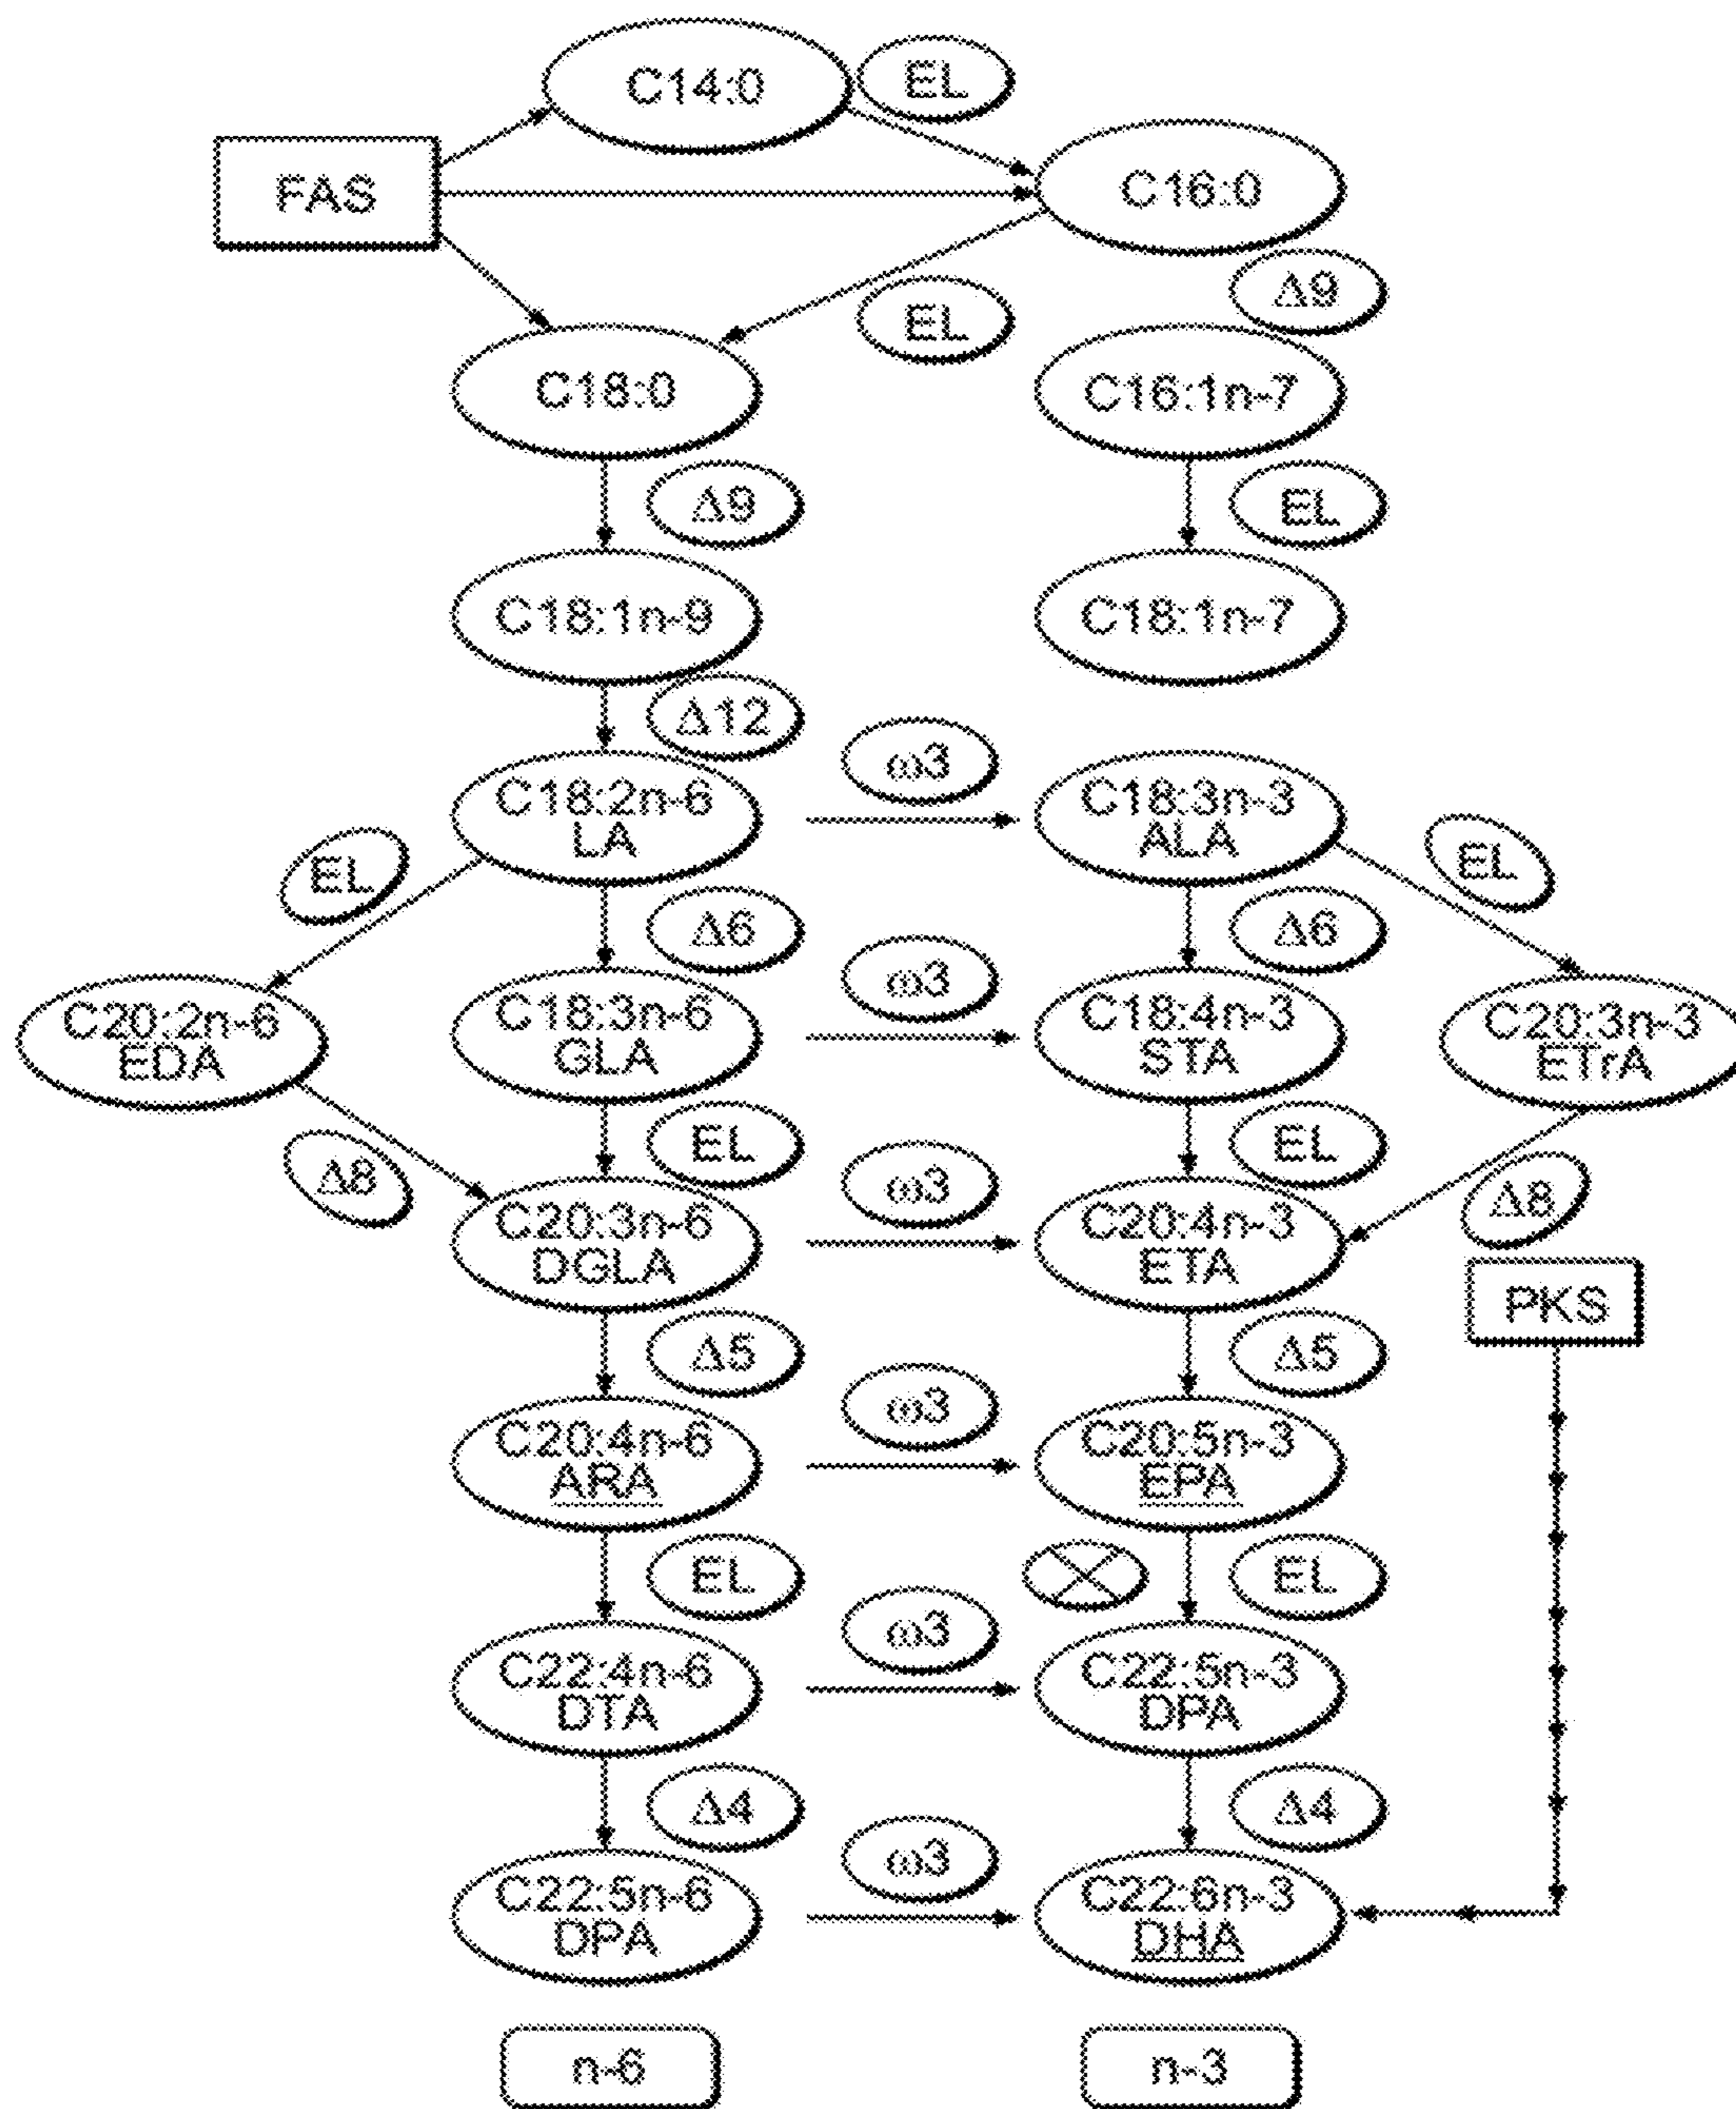 C14:0
EL
FAS
C16:0
Δ9
EL
C18:0
C16:1n-7
Δ9
EL
C18:1n-9
C18:1n-7
Δ12
ω3
C18:2n-6
LA
C18:3n-3
ALA
EL
EL
Δ6
Δ6
ω3
C20:2n-6
EDA
C18:3n-6
GLA
C18:4n-3
STA
C20:3n-3
ETrA
EL
EL
Δ8
ω3
Δ8
C20:3n-6
DGLA
C20:4n-3
ETA
PKS
Δ5
Δ5
ω3
C20:4n-6
ARA
C20:5n-3
EPA
EL
EL
ω3
C22:4n-6
DTA
C22:5n-3
DPA
Δ4
Δ4
ω3
C22:5n-6
DPA
C22:6n-3
DHA
n-6
n-3